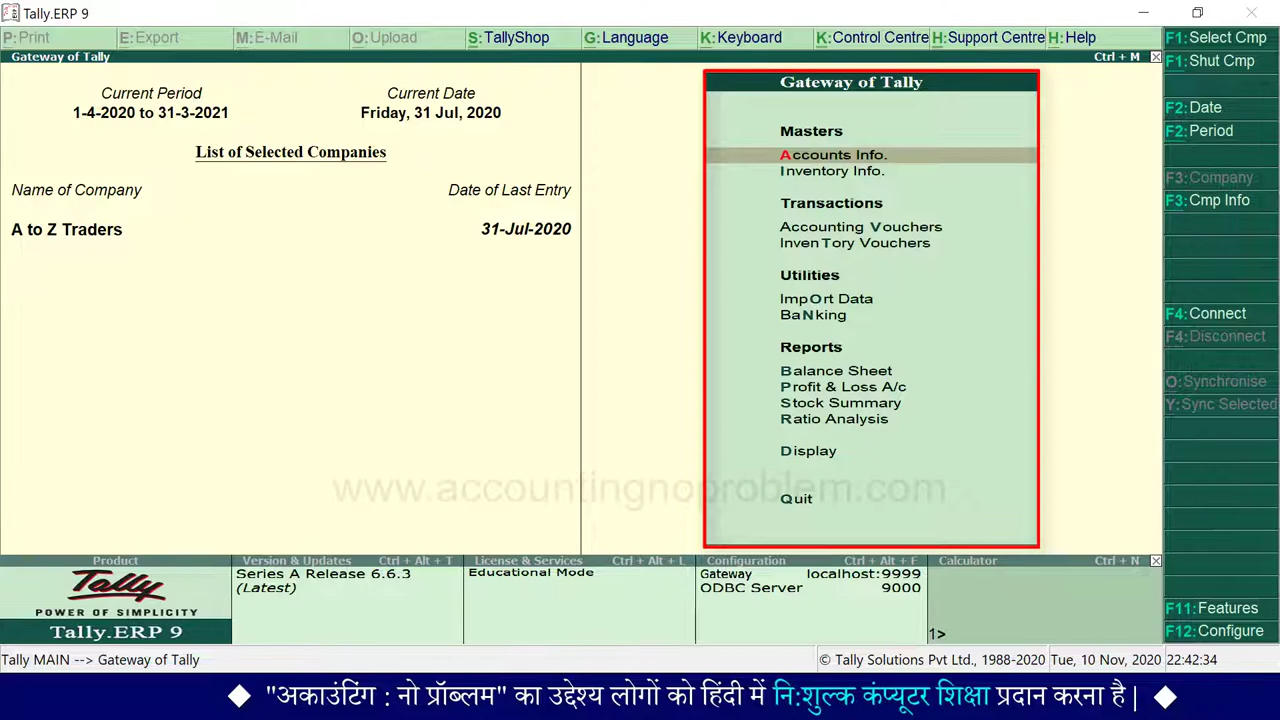 Tally.ERP 9
P: Print E: Export M: E-Mail O: Upload S: TallyShop G: Language K: Keyboard K: Control Centre H: Support Centre H: Help
F1: Select Cmp
Gateway of Tally Ctrl + M
F1: Shut Cmp
Current Period Current Date
1-4-2020 to 31-3-2021 Friday, 31 Jul, 2020
List of Selected Companies
Name of Company Date of Last Entry
A to Z Traders 31-Jul-2020
Gateway of Tally
Masters
Accounts Info.
Inventory Info.
Transactions
Accounting Vouchers
InvenTory Vouchers
Utilities
ImpOrt Data
BaNking
Reports
Balance Sheet
Profit & Loss A/c
Stock Summary
Ratio Analysis
Display
Quit
F2: Date
F2: Period
F3: Company
F3: Cmp Info
F4: Connect
F4: Disconnect
O: Synchronise
Y: Sync Selected
F11: Features
F12: Configure
www.accountingnoproblem.com
Product
Tally
POWER OF SIMPLICITY
Tally.ERP 9
Version & Updates Ctrl + Alt + T
Series A Release 6.6.3
(Latest)
License & Services Ctrl + Alt + L
Educational Mode
Configuration Ctrl + Alt + F
Gateway localhost:9999
ODBC Server 9000
Calculator Ctrl + N
1>
Tally MAIN --> Gateway of Tally © Tally Solutions Pvt Ltd., 1988-2020 Tue, 10 Nov, 2020 22:42:34
"अकाउंटिंग : नो प्रॉब्लम" का उद्देश्य लोगों को हिंदी में नि:शुल्क कंप्यूटर शिक्षा प्रदान करना है |